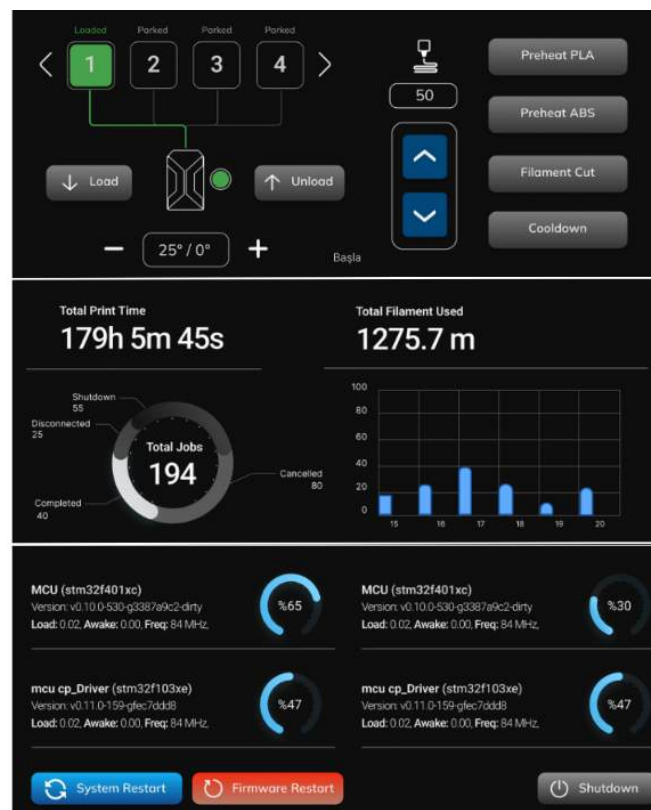 Loaded Parked Parked Parked
1 2 3 4
50
Preheat PLA
Preheat ABS
Filament Cut
Cooldown
Load
Unload
25° / 0°
Başla
Total Print Time
179h 5m 45s
Total Filament Used
1275.7 m
Shutdown
55
Disconnected
25
Total Jobs
194
Cancelled
80
Completed
40
100
80
60
40
20
0
15 16 17 18 19 20
MCU (stm32f401xc)
Version: v0.10.0-530-g3387a9c2-dirty
Load: 0.02, Awake: 0.00, Freq: 84 MHz,
%65
MCU (stm32f401xc)
Version: v0.10.0-530-g3387a9c2-dirty
Load: 0.02, Awake: 0.00, Freq: 84 MHz,
%30
mcu cp_Driver (stm32f103xe)
Version: v0.11.0-159-gfec7ddd8
Load: 0.02, Awake: 0.00, Freq: 84 MHz,
%47
mcu cp_Driver (stm32f103xe)
Version: v0.11.0-159-gfec7ddd8
Load: 0.02, Awake: 0.00, Freq: 84 MHz,
%47
System Restart
Firmware Restart
Shutdown